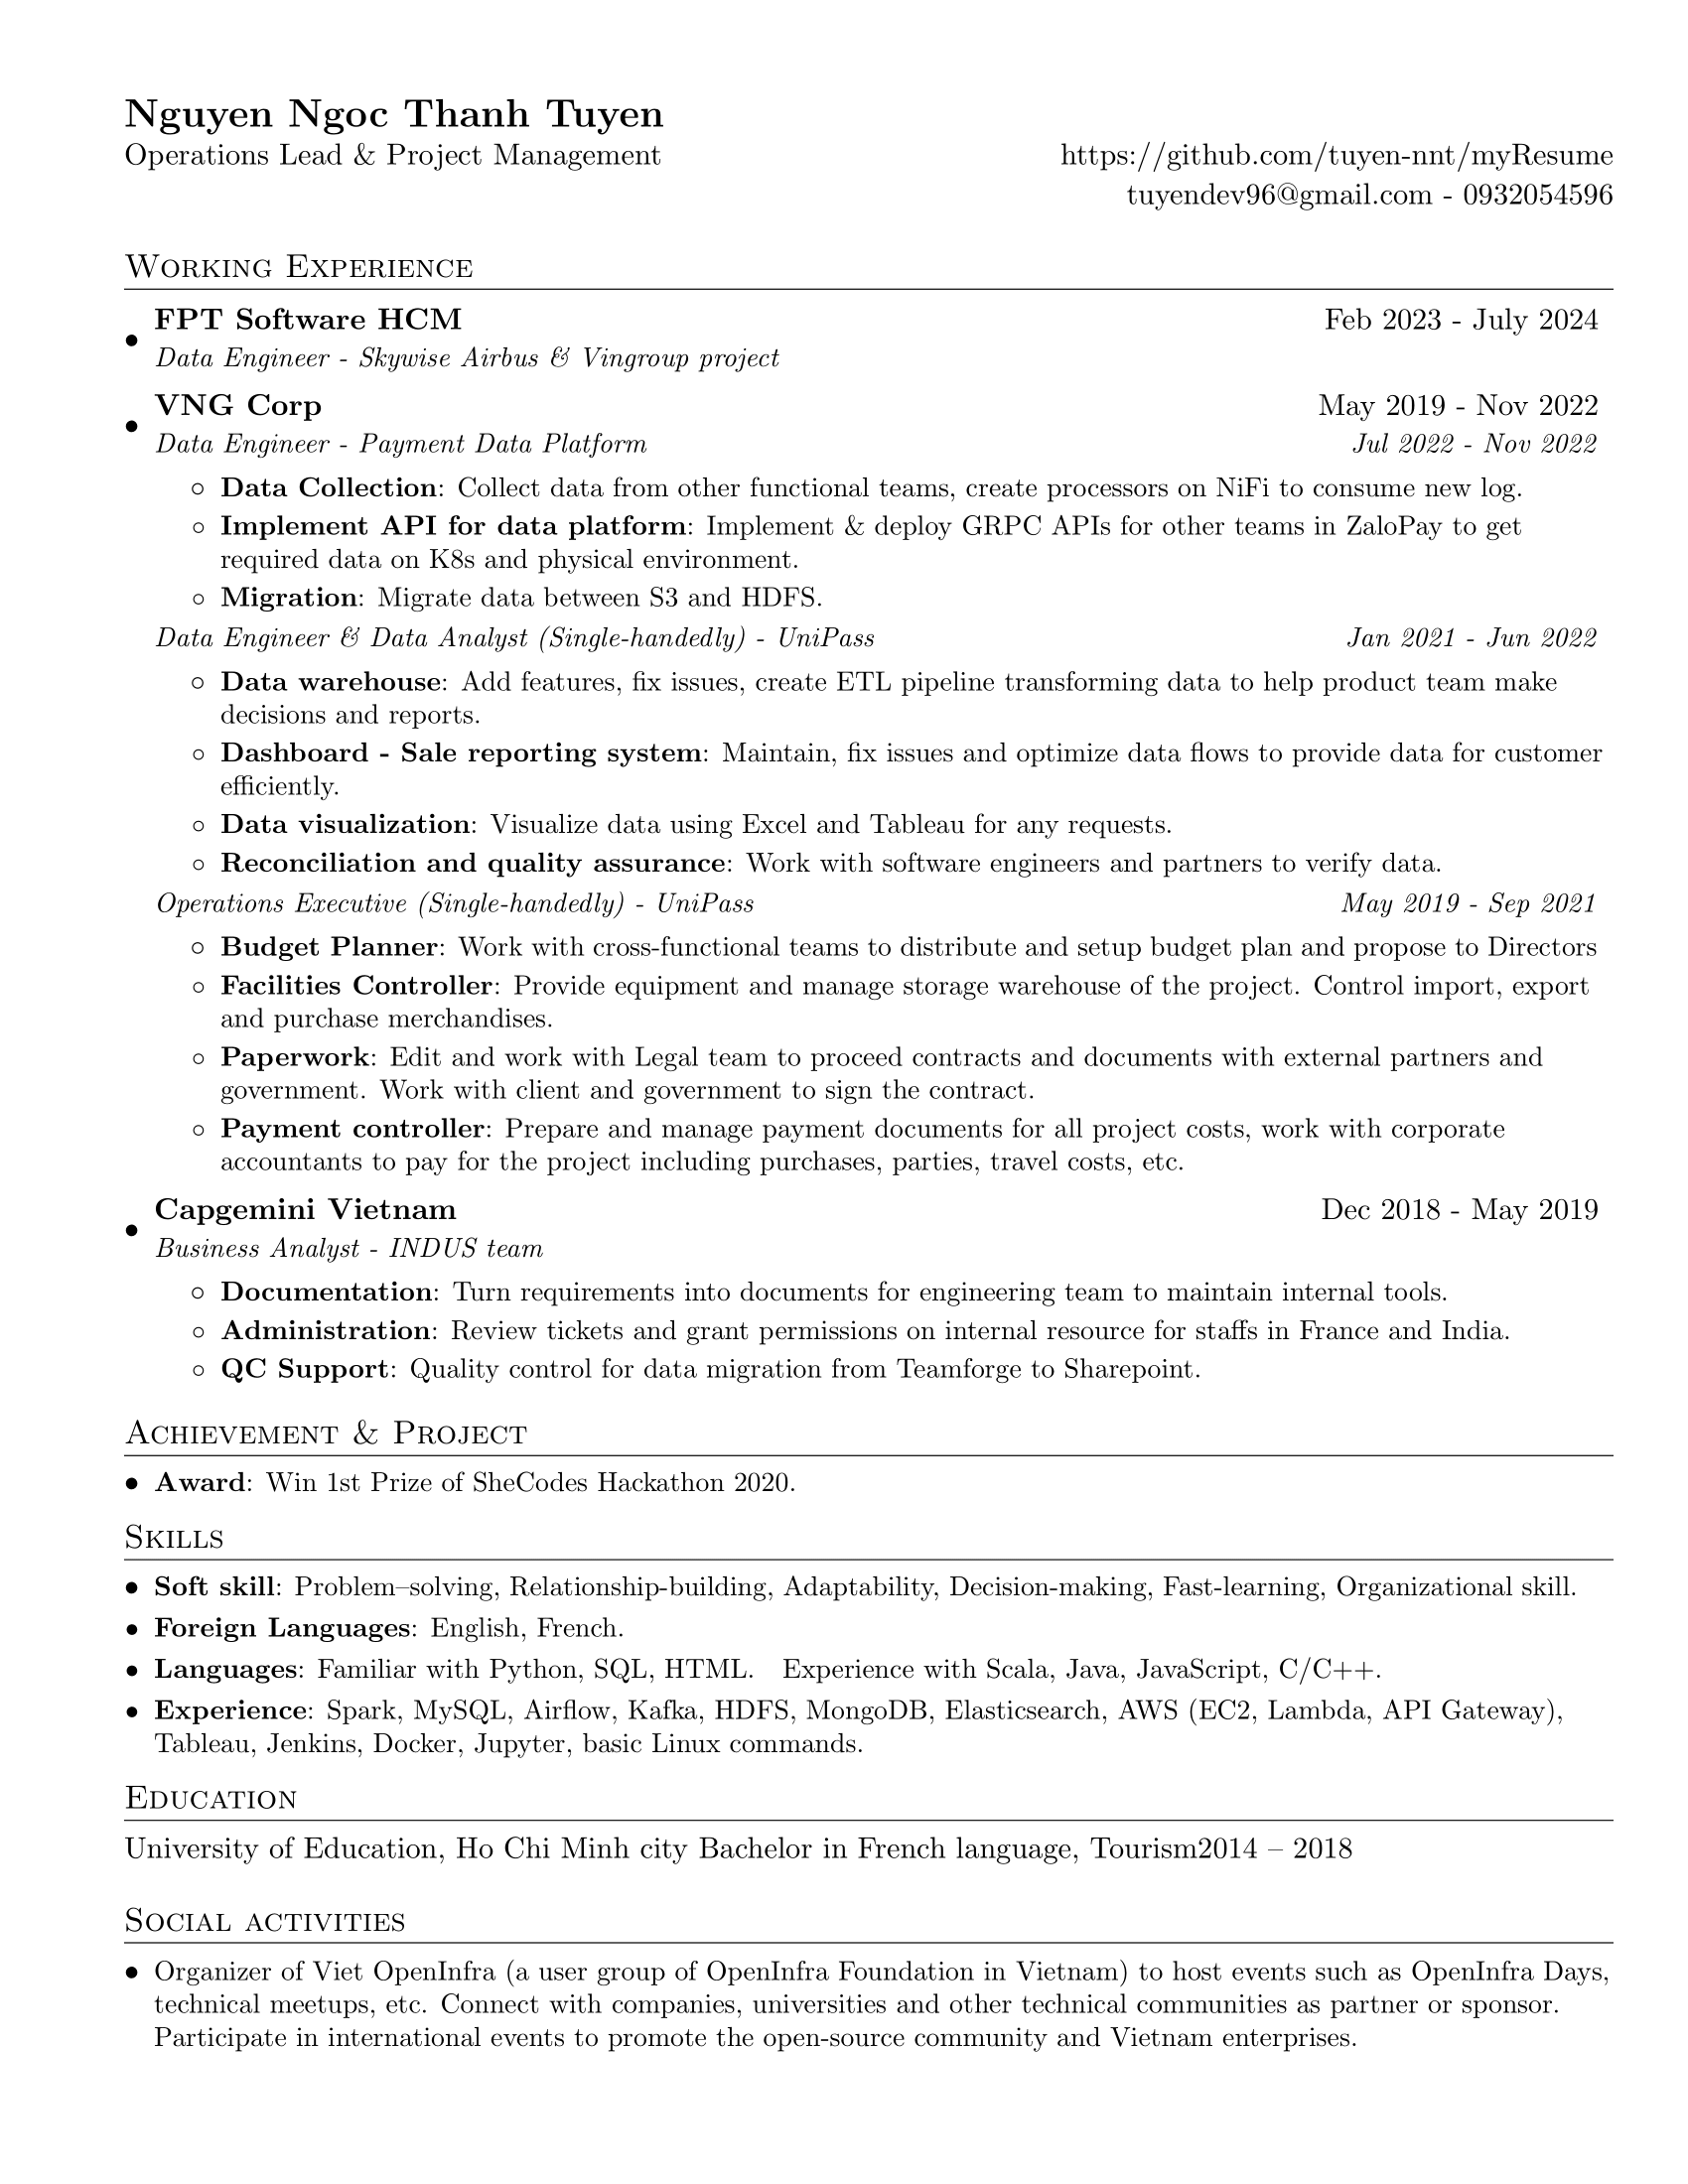 Nguyen Ngoc Thanh Tuyen
Operations Lead & Project Management
https://github.com/tuyen-nnt/myResume
tuyendev96@gmail.com - 0932054596
Working Experience
• FPT Software HCM Feb 2023 - July 2024
Data Engineer - Skywise Airbus & Vingroup project
• VNG Corp May 2019 - Nov 2022
Data Engineer - Payment Data Platform Jul 2022 - Nov 2022
◦ Data Collection: Collect data from other functional teams, create processors on NiFi to consume new log.
◦ Implement API for data platform: Implement & deploy GRPC APIs for other teams in ZaloPay to get
required data on K8s and physical environment.
◦ Migration: Migrate data between S3 and HDFS.
Data Engineer & Data Analyst (Single-handedly) - UniPass Jan 2021 - Jun 2022
◦ Data warehouse: Add features, fix issues, create ETL pipeline transforming data to help product team make
decisions and reports.
◦ Dashboard - Sale reporting system: Maintain, fix issues and optimize data flows to provide data for customer
efficiently.
◦ Data visualization: Visualize data using Excel and Tableau for any requests.
◦ Reconciliation and quality assurance: Work with software engineers and partners to verify data.
Operations Executive (Single-handedly) - UniPass May 2019 - Sep 2021
◦ Budget Planner: Work with cross-functional teams to distribute and setup budget plan and propose to Directors
◦ Facilities Controller: Provide equipment and manage storage warehouse of the project. Control import, export
and purchase merchandises.
◦ Paperwork: Edit and work with Legal team to proceed contracts and documents with external partners and
government. Work with client and government to sign the contract.
◦ Payment controller: Prepare and manage payment documents for all project costs, work with corporate
accountants to pay for the project including purchases, parties, travel costs, etc.
• Capgemini Vietnam Dec 2018 - May 2019
Business Analyst - INDUS team
◦ Documentation: Turn requirements into documents for engineering team to maintain internal tools.
◦ Administration: Review tickets and grant permissions on internal resource for staffs in France and India.
◦ QC Support: Quality control for data migration from Teamforge to Sharepoint.
Achievement & Project
• Award: Win 1st Prize of SheCodes Hackathon 2020.
Skills
• Soft skill: Problem–solving, Relationship-building, Adaptability, Decision-making, Fast-learning, Organizational skill.
• Foreign Languages: English, French.
• Languages: Familiar with Python, SQL, HTML. Experience with Scala, Java, JavaScript, C/C++.
• Experience: Spark, MySQL, Airflow, Kafka, HDFS, MongoDB, Elasticsearch, AWS (EC2, Lambda, API Gateway),
Tableau, Jenkins, Docker, Jupyter, basic Linux commands.
Education
University of Education, Ho Chi Minh city Bachelor in French language, Tourism2014 – 2018
Social activities
• Organizer of Viet OpenInfra (a user group of OpenInfra Foundation in Vietnam) to host events such as OpenInfra Days,
technical meetups, etc. Connect with companies, universities and other technical communities as partner or sponsor.
Participate in international events to promote the open-source community and Vietnam enterprises.